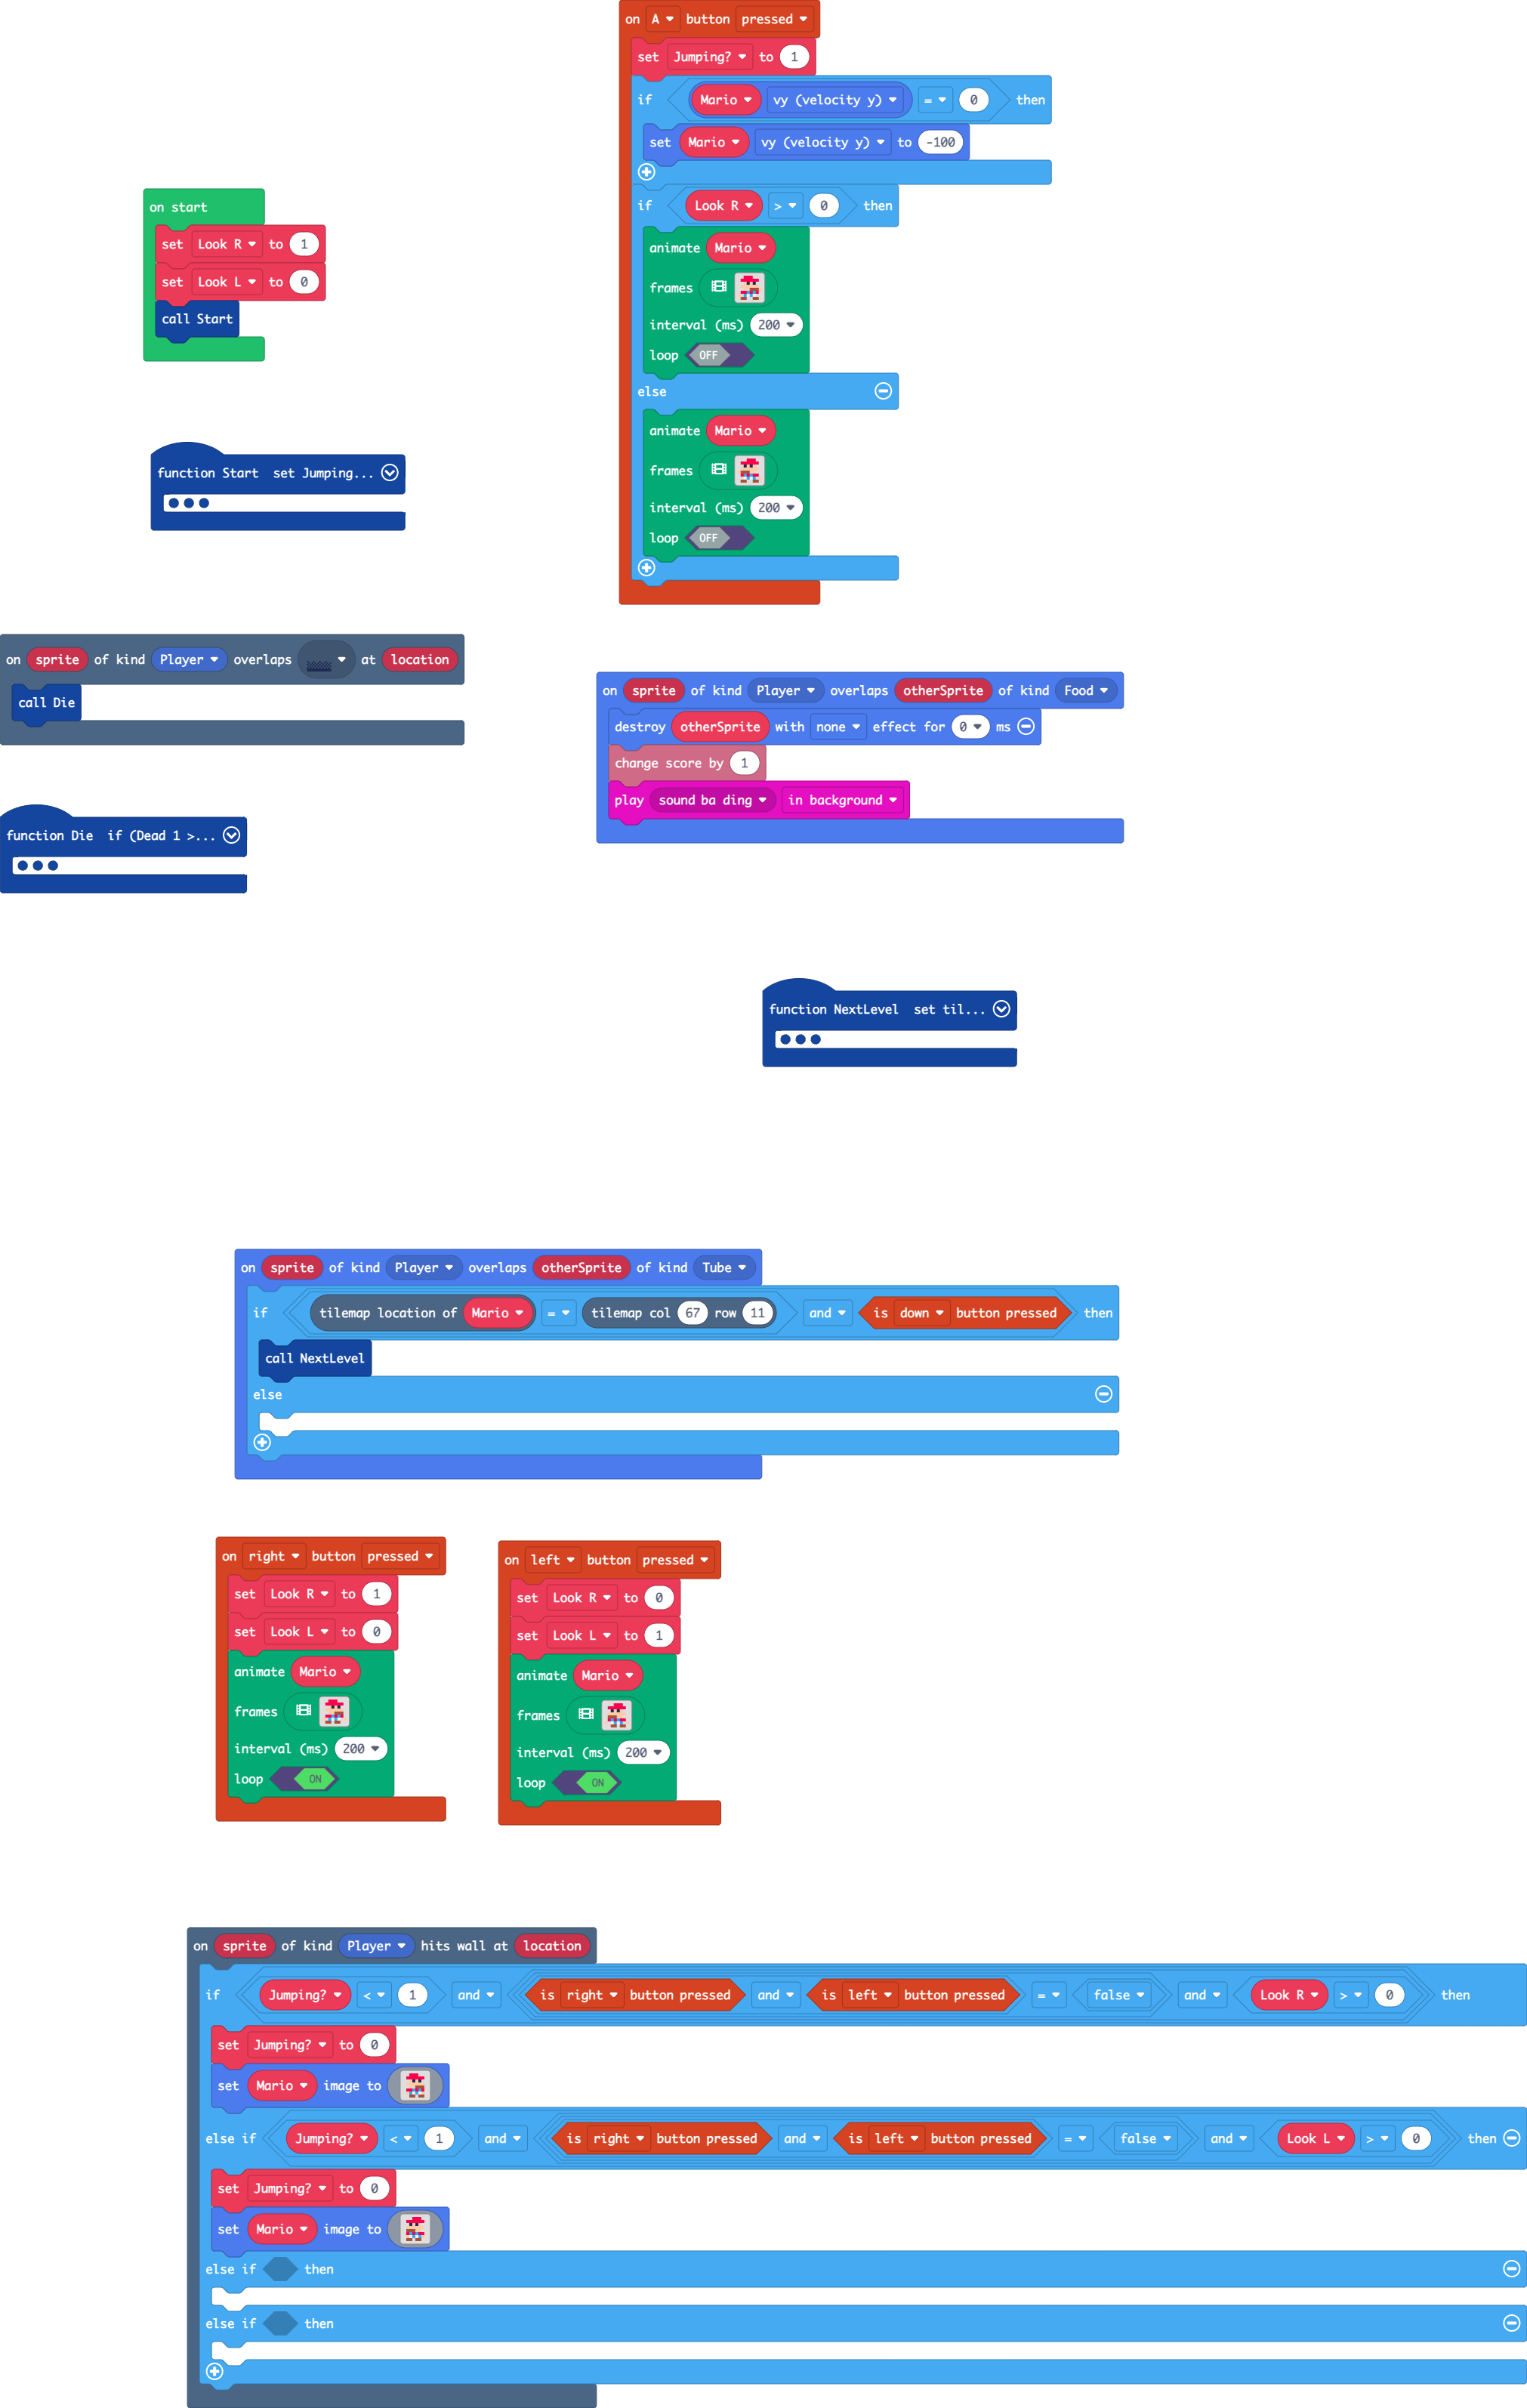 on A button pressed
set Jumping? to 1
if Mario vy (velocity y) = 0 then
set Mario vy (velocity y) to -100
if Look R > 0 then
animate Mario
frames
interval (ms) 200
loop OFF
else
animate Mario
frames
interval (ms) 200
loop OFF
on start
set Look R to 1
set Look L to 0
call Start
function Start set Jumping...
on sprite of kind Player overlaps at location
call Die
function Die if (Dead 1 >...
on sprite of kind Player overlaps otherSprite of kind Food
destroy otherSprite with none effect for 0 ms
change score by 1
play sound ba ding in background
function NextLevel set til...
on sprite of kind Player overlaps otherSprite of kind Tube
if tilemap location of Mario = tilemap col 67 row 11 and is down button pressed then
call NextLevel
else
on right button pressed
set Look R to 1
set Look L to 0
animate Mario
frames
interval (ms) 200
loop ON
on left button pressed
set Look R to 0
set Look L to 1
animate Mario
frames
interval (ms) 200
loop ON
on sprite of kind Player hits wall at location
if Jumping? < 1 and is right button pressed and is left button pressed = false and Look R > 0 then
set Jumping? to 0
set Mario image to
else if Jumping? < 1 and is right button pressed and is left button pressed = false and Look L > 0 then
set Jumping? to 0
set Mario image to
else if then
else if then